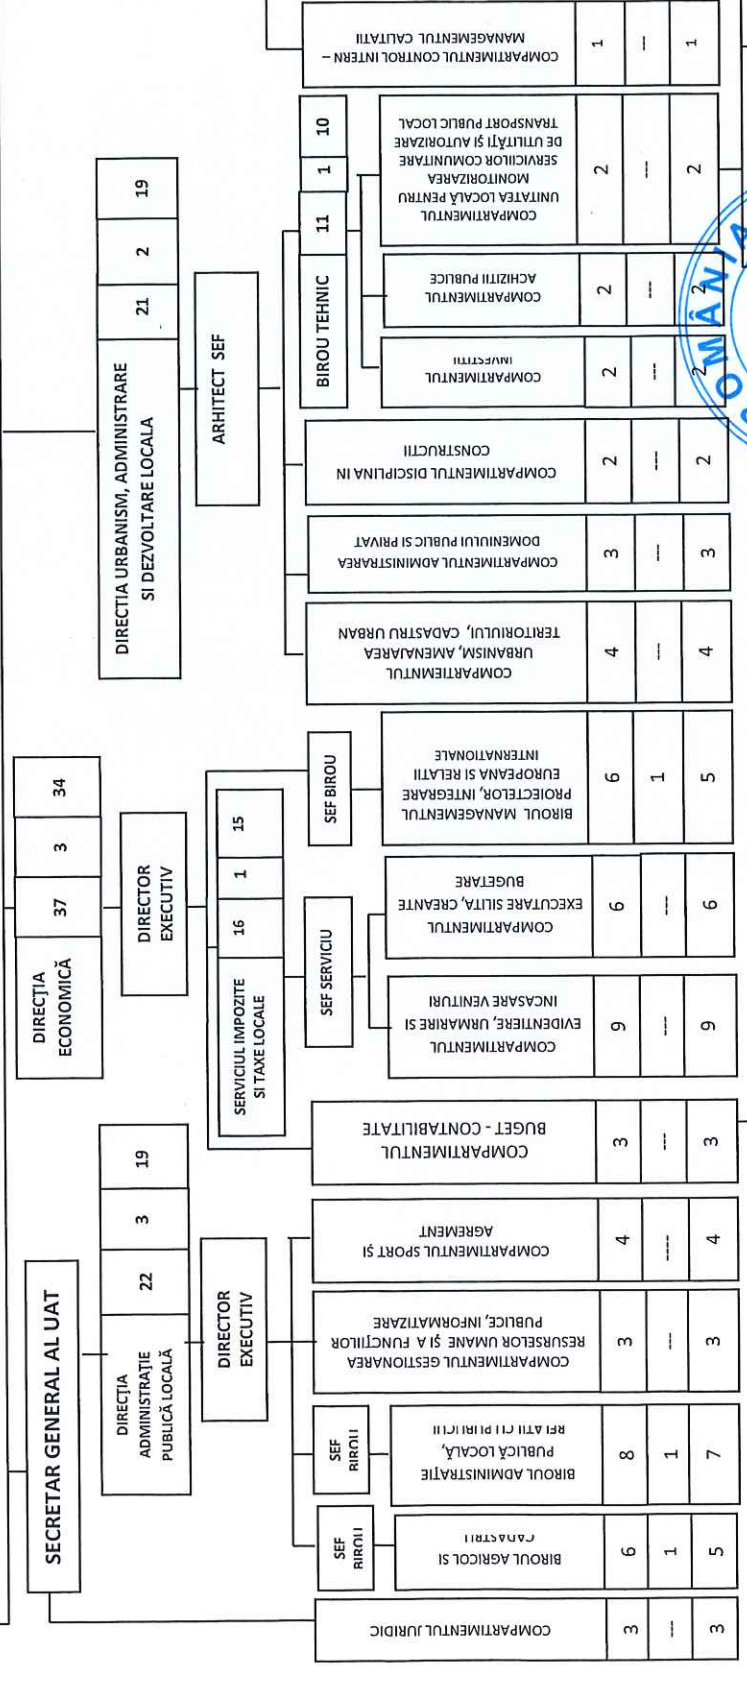 SECRETAR GENERAL AL UAT
DIRECȚIA
ADMINISTRAȚIE
PUBLICĂ LOCALĂ
22
3
19
DIRECTOR
EXECUTIV
COMPARTIMENTUL JURIDIC
3
---
3
SEF
BIROU
BIROUL AGRICOL SI
CADASTRU
6
1
5
SEF
BIROU
BIROUL ADMINISTRAȚIE
PUBLICĂ LOCALĂ,
RELATII CU PUBLICUL
8
1
7
COMPARTIMENTUL GESTIONAREA
RESURSELOR UMANE ȘI A FUNCȚIILOR
PUBLICE, INFORMATIZARE
3
---
3
COMPARTIMENTUL SPORT ȘI
AGREMENT
4
----
4
DIRECȚIA
ECONOMICĂ
37
3
34
DIRECTOR
EXECUTIV
COMPARTIMENTUL
BUGET - CONTABILITATE
3
---
3
SERVICIUL IMPOZITE
SI TAXE LOCALE
16
1
15
SEF SERVICIU
COMPARTIMENTUL
EVIDENTIERE, URMARIRE SI
INCASARE VENITURI
9
---
9
COMPARTIMENTUL
EXECUTARE SILITA, CREANTE
BUGETARE
6
---
6
SEF BIROU
BIROUL MANAGEMENTUL
PROIECTELOR, INTEGRARE
EUROPEANA SI RELATII
INTERNATIONALE
6
1
5
DIRECTIA URBANISM, ADMINISTRARE
SI DEZVOLTARE LOCALA
21
2
19
ARHITECT SEF
COMPARTIEMNTUL
URBANISM, AMENAJAREA
TERITORIULUI, CADASTRU URBAN
4
---
4
COMPARTIMENTUL ADMINISTRAREA
DOMENIULUI PUBLIC SI PRIVAT
3
---
3
COMPARTIMENTUL DISCIPLINA IN
CONSTRUCTII
2
---
2
BIROU TEHNIC
11
1
10
COMPARTIMENTUL
INVESTITII
2
---
2
COMPARTIMENTUL
ACHIZITII PUBLICE
2
---
2
COMPARTIMENTUL
UNITATEA LOCALĂ PENTRU
MONITORIZAREA
SERVICIILOR COMUNITARE
DE UTILITĂȚI ȘI AUTORIZARE
TRANSPORT PUBLIC LOCAL
2
---
2
COMPARTIMENTUL CONTROL INTERN –
MANAGEMENTUL CALITATII
1
---
1